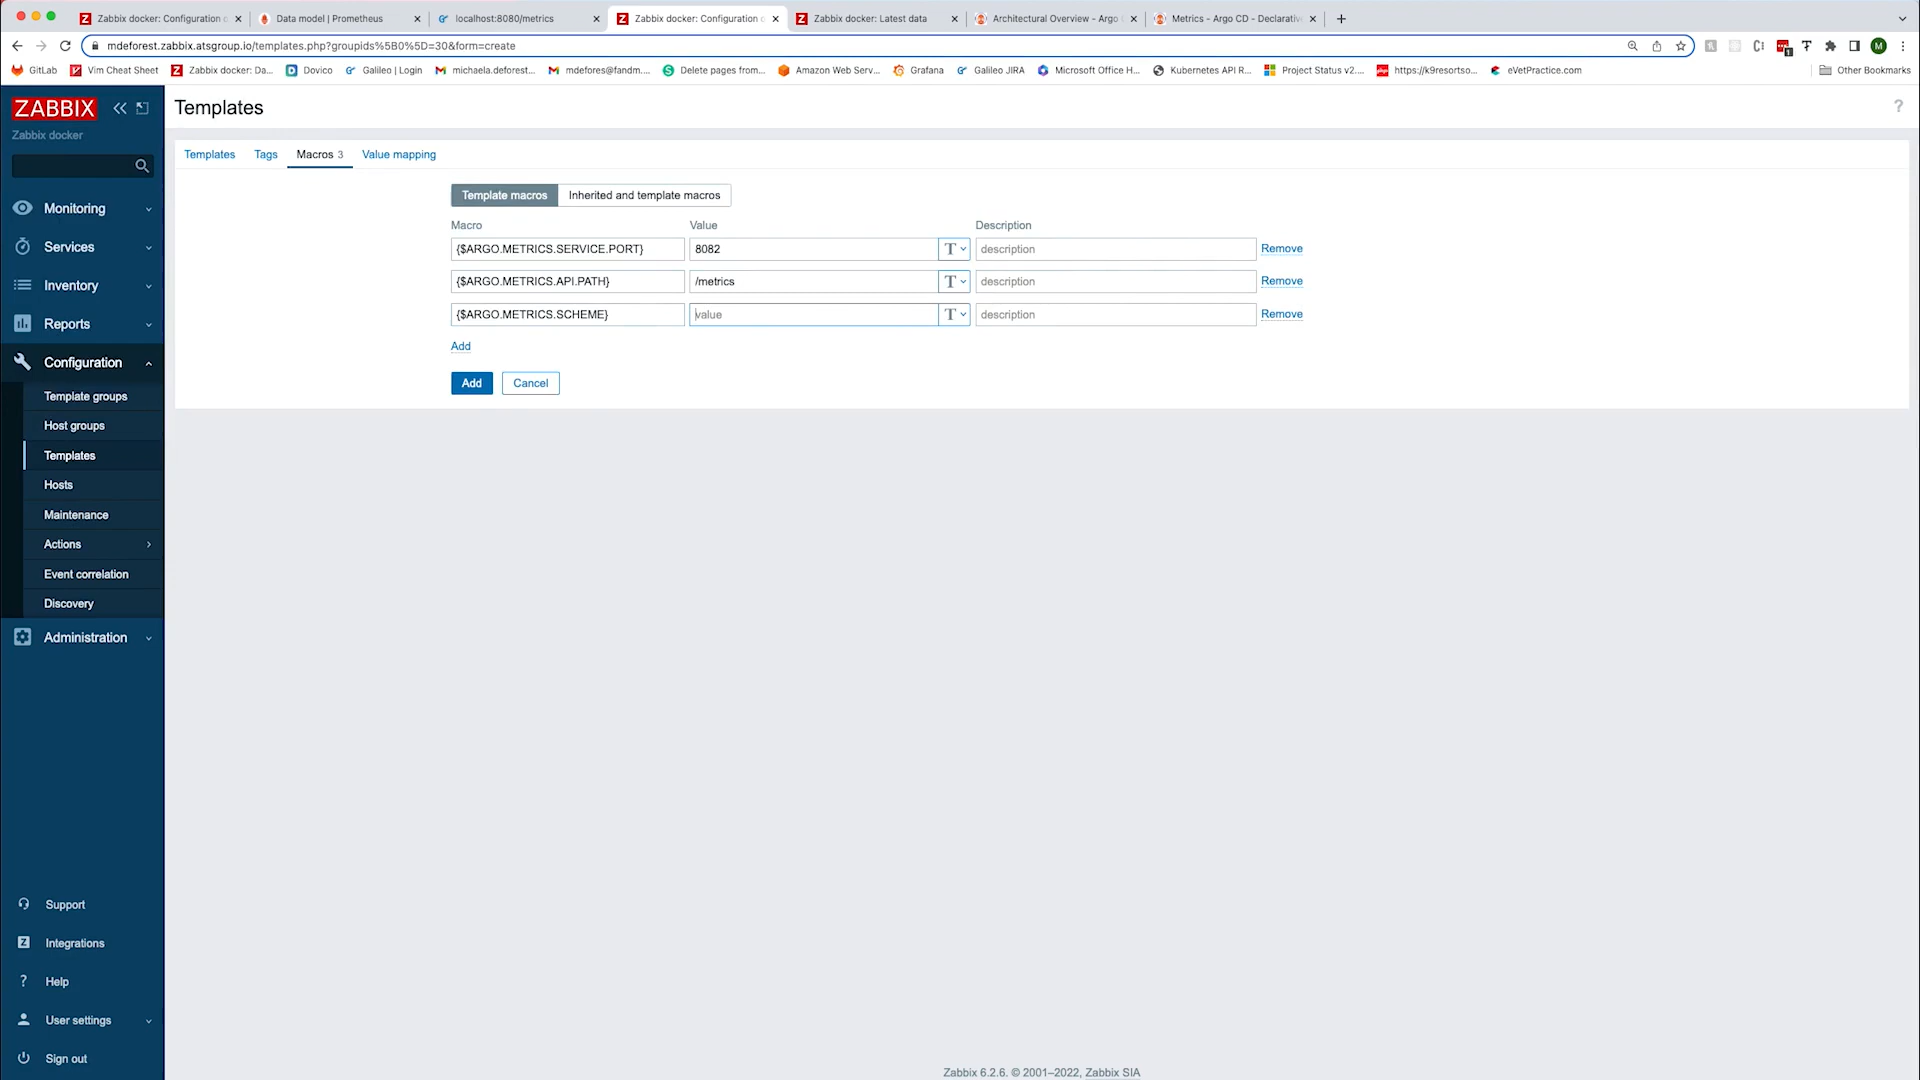 Zabbix docker: Configuration o
Data model | Prometheus
localhost:8080/metrics
Zabbix docker: Configuration o
Zabbix docker: Latest data
Architectural Overview - Argo
Metrics - Argo CD - Declarativ
mdeforest.zabbix.atsgroup.io/templates.php?groupids%5B0%5D=30&form=create
M
GitLab
Vim Cheat Sheet
Zabbix docker: Da...
Dovico
Galileo | Login
michaela.deforest...
mdefores@fandm....
Delete pages from...
Amazon Web Serv...
Grafana
Galileo JIRA
Microsoft Office H...
Kubernetes API R...
Project Status v2....
https://k9resortso...
eVetPractice.com
Other Bookmarks
ZABBIX
Zabbix docker
Monitoring
Services
Inventory
Reports
Configuration
Template groups
Host groups
Templates
Hosts
Maintenance
Actions
Event correlation
Discovery
Administration
Support
Integrations
Help
User settings
Sign out
Templates
?
Templates Tags Macros 3 Value mapping
Template macros Inherited and template macros
Macro Value Description
{$ARGO.METRICS.SERVICE.PORT} 8082 T description Remove
{$ARGO.METRICS.API.PATH} /metrics T description Remove
{$ARGO.METRICS.SCHEME} value T description Remove
Add
Add Cancel
Zabbix 6.2.6. © 2001–2022, Zabbix SIA